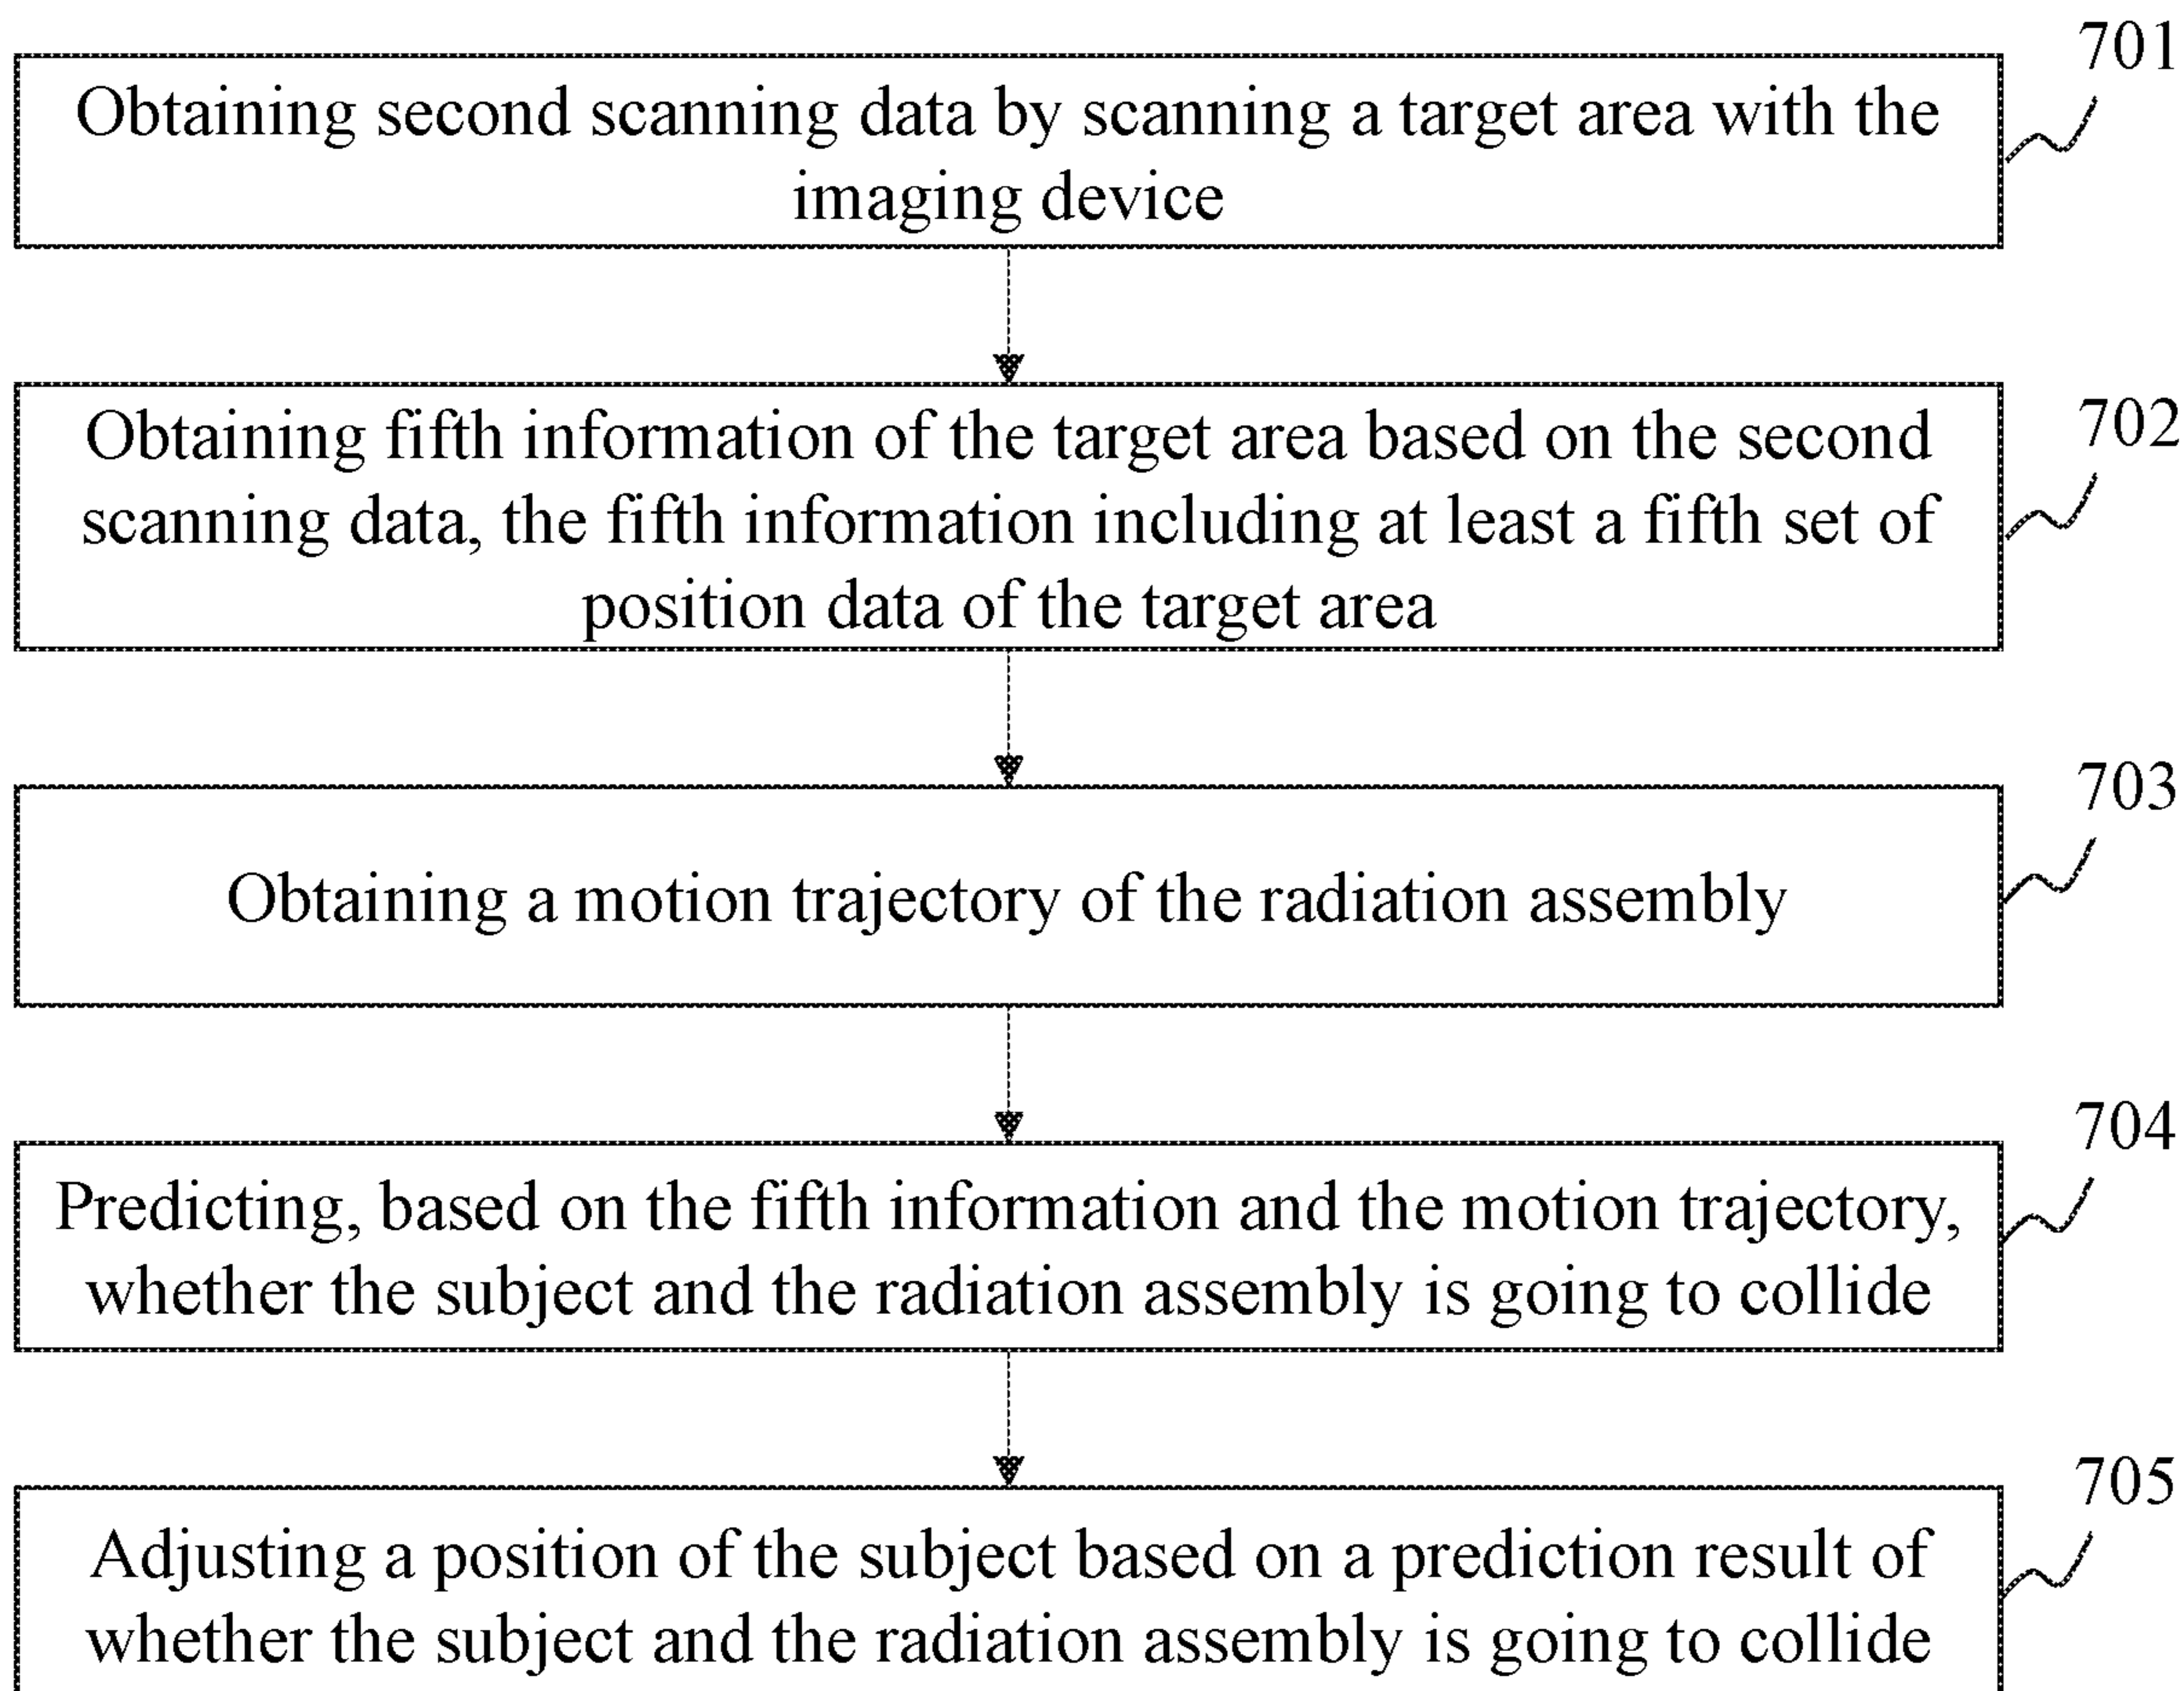 701
Obtaining second scanning data by scanning a target area with the
imaging device
702
Obtaining fifth information of the target area based on the second
scanning data, the fifth information including at least a fifth set of
position data of the target area
703
Obtaining a motion trajectory of the radiation assembly
704
Predicting, based on the fifth information and the motion trajectory,
whether the subject and the radiation assembly is going to collide
705
Adjusting a position of the subject based on a prediction result of
whether the subject and the radiation assembly is going to collide